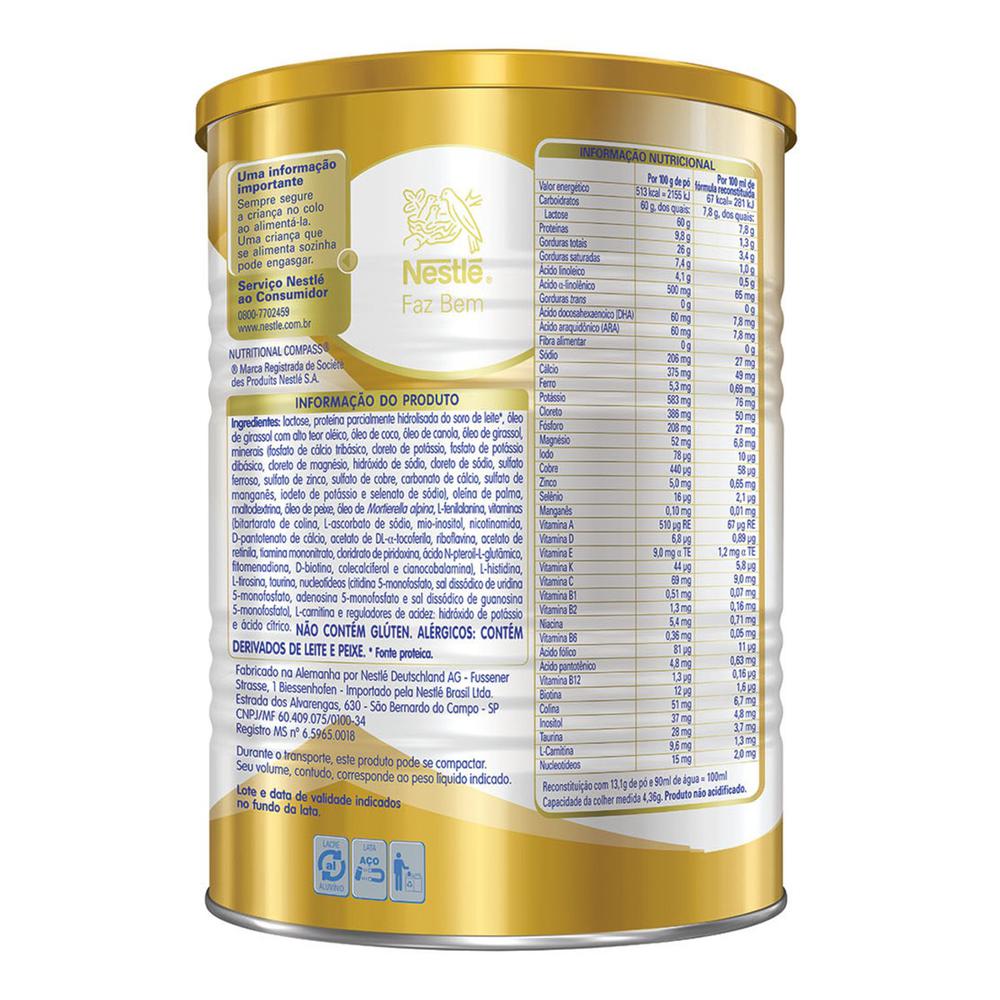 Uma informação
importante
Sempre segure
a criança no colo
ao alimentá-la.
Uma criança que
se alimenta sozinha
pode engasgar.
Serviço Nestlé
ao Consumidor
0800-7702459
www.nestle.com.br
NUTRITIONAL COMPASS®
® Marca Registrada de Société
des Produits Nestlé S.A.
Nestlé®
Faz Bem
INFORMAÇÃO DO PRODUTO
Ingredientes: lactose, proteína parcialmente hidrolisada do soro de leite*, óleo
de girassol com alto teor oléico, óleo de coco, óleo de canola, óleo de girassol,
minerais (fosfato de cálcio tribásico, cloreto de potássio, fosfato de potássio
dibásico, cloreto de magnésio, hidróxido de sódio, cloreto de sódio, sulfato
ferroso, sulfato de zinco, sulfato de cobre, carbonato de cálcio, sulfato de
manganês, iodeto de potássio e selenato de sódio), oleína de palma,
maltodextrina, óleo de peixe, óleo de Mortierella alpina, L-fenilalanina, vitaminas
(bitartarato de colina, L-ascorbato de sódio, mio-inositol, nicotinamida,
D-pantotenato de cálcio, acetato de DL-α-tocoferila, riboflavina, acetato de
retinila, tiamina mononitrato, cloridrato de piridoxina, ácido N-pteroil-L-glutâmico,
fitomenadiona, D-biotina, colecalciferol e cianocobalamina), L-histidina,
L-tirosina, taurina, nucleotídeos (citidina 5-monofosfato, sal dissódico de uridina
5-monofosfato, adenosina 5-monofosfato e sal dissódico de guanosina
5-monofosfato), L-carnitina e reguladores de acidez: hidróxido de potássio
e ácido cítrico. NÃO CONTÉM GLÚTEN. ALÉRGICOS: CONTÉM
DERIVADOS DE LEITE E PEIXE. * Fonte proteica.
Fabricado na Alemanha por Nestlé Deutschland AG - Fussener
Strasse, 1 Biessenhofen - Importado pela Nestlé Brasil Ltda.
Estrada dos Alvarengas, 630 - São Bernardo do Campo - SP
CNPJ/MF 60.409.075/0100-34
Registro MS nº 6.5965.0018
Durante o transporte, este produto pode se compactar.
Seu volume, contudo, corresponde ao peso líquido indicado.
Lote e data de validade indicados
no fundo da lata.
LACRE
al
ALUMÍNIO
LATA
AÇO
INFORMAÇÃO NUTRICIONAL
Por 100 g de pó Por 100 ml de fórmula reconstituída
Valor energético 513 kcal = 2155 kJ 67 kcal = 281 kJ
Carboidratos 60 g, dos quais: 7,8 g, dos quais:
Lactose 60 g 7,8 g
Proteínas 9,8 g 1,3 g
Gorduras totais 26 g 3,4 g
Gorduras saturadas 7,4 g 1,0 g
Ácido linoleico 4,1 g 0,5 g
Ácido α-linolênico 500 mg 65 mg
Gorduras trans 0 g 0 g
Ácido docosahexaenoico (DHA) 60 mg 7,8 mg
Ácido araquidônico (ARA) 60 mg 7,8 mg
Fibra alimentar 0 g 0 g
Sódio 206 mg 27 mg
Cálcio 375 mg 49 mg
Ferro 5,3 mg 0,69 mg
Potássio 583 mg 76 mg
Cloreto 386 mg 50 mg
Fósforo 208 mg 27 mg
Magnésio 52 mg 6,8 mg
Iodo 78 µg 10 µg
Cobre 440 µg 58 µg
Zinco 5,0 mg 0,65 mg
Selênio 16 µg 2,1 µg
Manganês 0,10 mg 0,01 mg
Vitamina A 510 µg RE 67 µg RE
Vitamina D 6,8 µg 0,89 µg
Vitamina E 9,0 mg α TE 1,2 mg α TE
Vitamina K 44 µg 5,8 µg
Vitamina C 69 mg 9,0 mg
Vitamina B1 0,51 mg 0,07 mg
Vitamina B2 1,3 mg 0,16 mg
Niacina 5,4 mg 0,71 mg
Vitamina B6 0,36 mg 0,05 mg
Ácido fólico 81 µg 11 µg
Ácido pantotênico 4,8 mg 0,63 mg
Vitamina B12 1,3 µg 0,16 µg
Biotina 12 µg 1,6 µg
Colina 51 mg 6,7 mg
Inositol 37 mg 4,8 mg
Taurina 28 mg 3,7 mg
L-Carnitina 9,6 mg 1,3 mg
Nucleotídeos 15 mg 2,0 mg
Reconstituição com 13,1g de pó e 90ml de água = 100ml
Capacidade da colher medida 4,36g. Produto não acidificado.